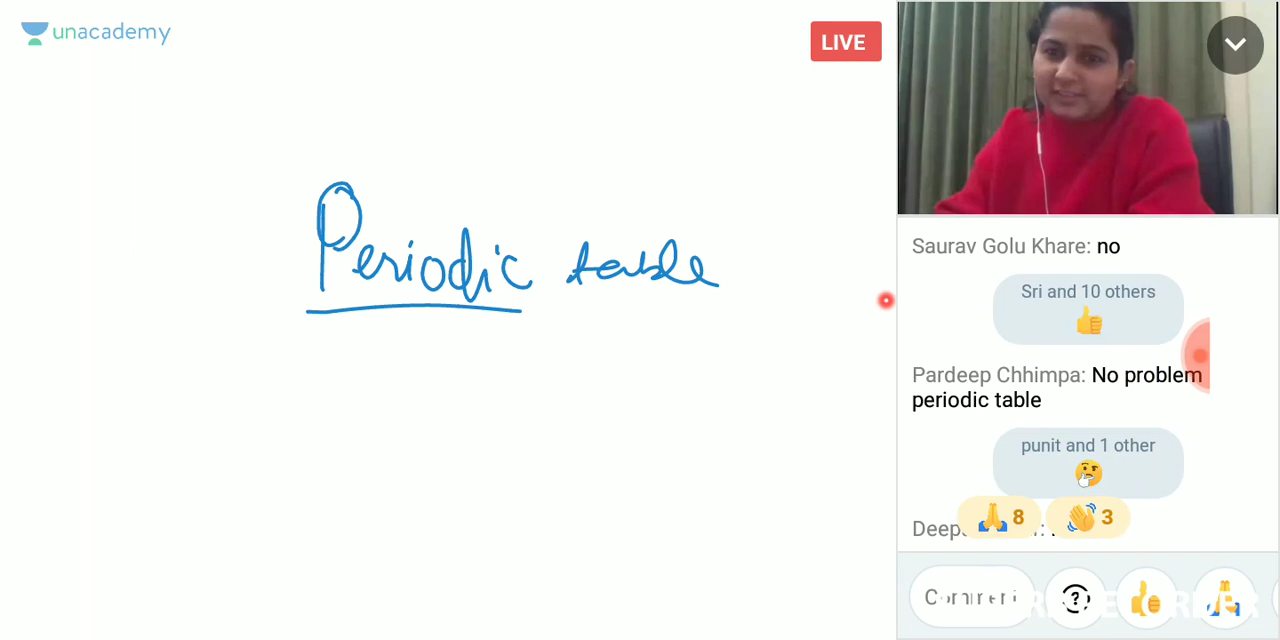 unacademy
LIVE
Periodic table
Saurav Golu Khare: no
Sri and 10 others
Pardeep Chhimpa: No problem
periodic table
punit and 1 other
8
3
Deep